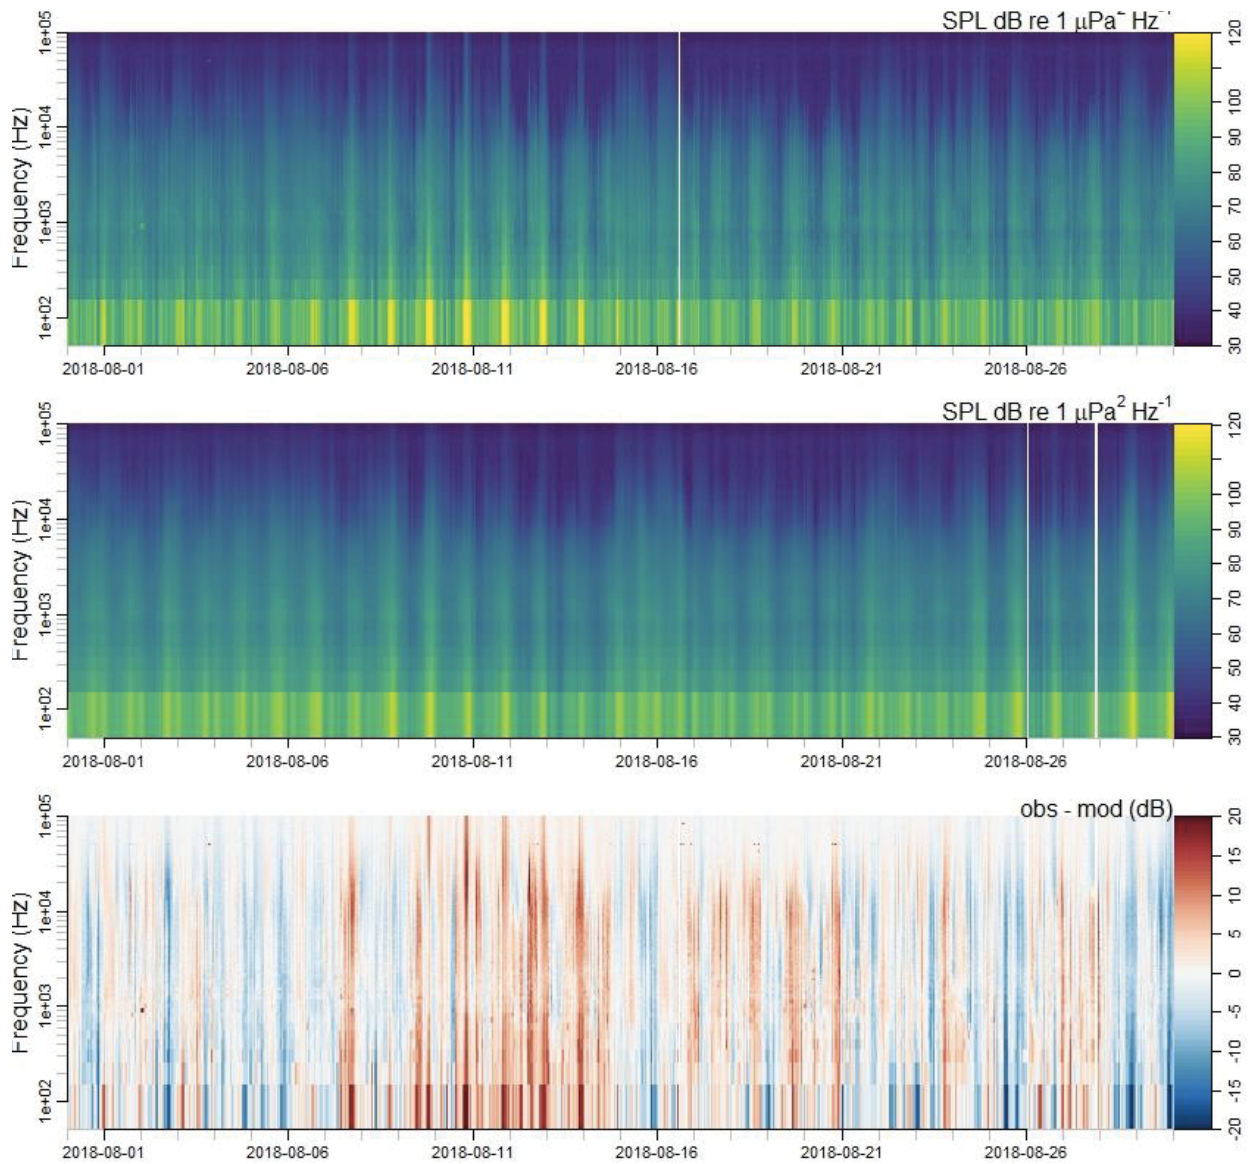 SPL dB re 1 μPa² Hz⁻¹
Frequency (Hz)
1e+05
1e+04
1e+03
1e+02
120
100
90
80
70
60
50
40
30
2018-08-01 2018-08-06 2018-08-11 2018-08-16 2018-08-21 2018-08-26
SPL dB re 1 μPa² Hz⁻¹
Frequency (Hz)
1e+05
1e+04
1e+03
1e+02
120
100
90
80
70
60
50
40
30
2018-08-01 2018-08-06 2018-08-11 2018-08-16 2018-08-21 2018-08-26
obs - mod (dB)
Frequency (Hz)
1e+05
1e+04
1e+03
1e+02
20
15
10
5
0
-5
-10
-15
-20
2018-08-01 2018-08-06 2018-08-11 2018-08-16 2018-08-21 2018-08-26